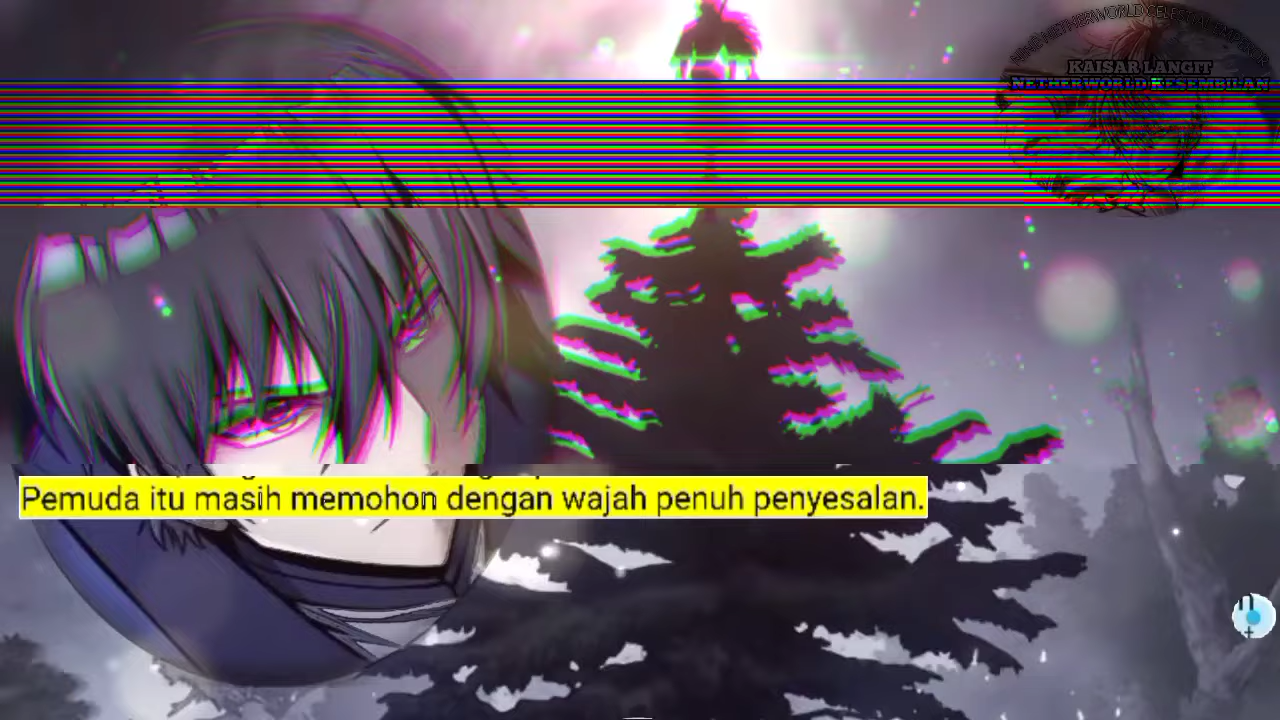 KAISAR LANGIT
NETHERWORLD KESEMBILAN
Pemuda itu masih memohon dengan wajah penuh penyesalan.